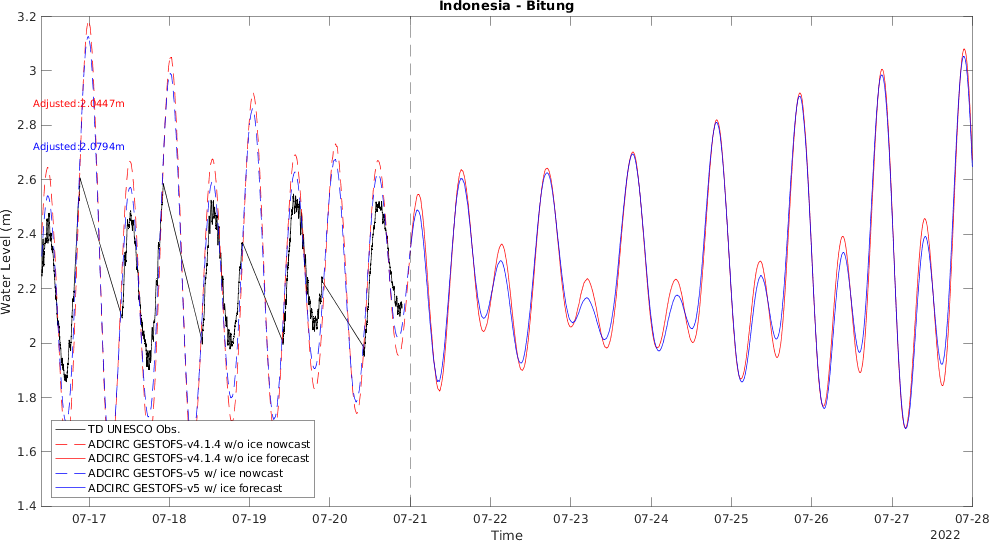 Indonesia - Bitung
3.2
3
2.8
2.6
2.4
2.2
2
1.8
1.6
1.4
Water Level (m)
Adjusted:2.0447m
Adjusted:2.0794m
TD UNESCO Obs.
ADCIRC GESTOFS-v4.1.4 w/o ice nowcast
ADCIRC GESTOFS-v4.1.4 w/o ice forecast
ADCIRC GESTOFS-v5 w/ ice nowcast
ADCIRC GESTOFS-v5 w/ ice forecast
07-17 07-18 07-19 07-20 07-21 07-22 07-23 07-24 07-25 07-26 07-27 07-28
2022
Time